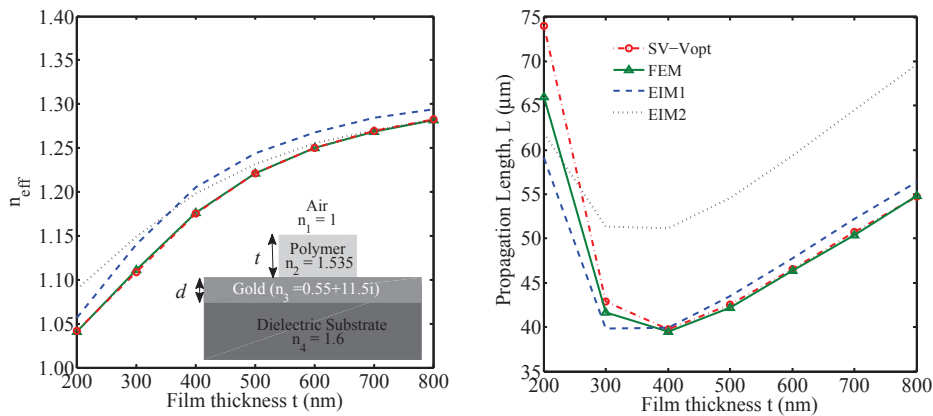 1.40
1.35
1.30
1.25
1.20
1.15
1.10
1.05
1.00
n_eff
200 300 400 500 600 700 800
Film thickness t (nm)
Air
n_1 = 1
t
Polymer
n_2 = 1.535
d
Gold (n_3 =0.55+11.5i)
Dielectric Substrate
n_4 = 1.6
75
70
65
60
55
50
45
40
35
Propagation Length, L (μm)
SV−Vopt
FEM
EIM1
EIM2
200 300 400 500 600 700 800
Film thickness t (nm)